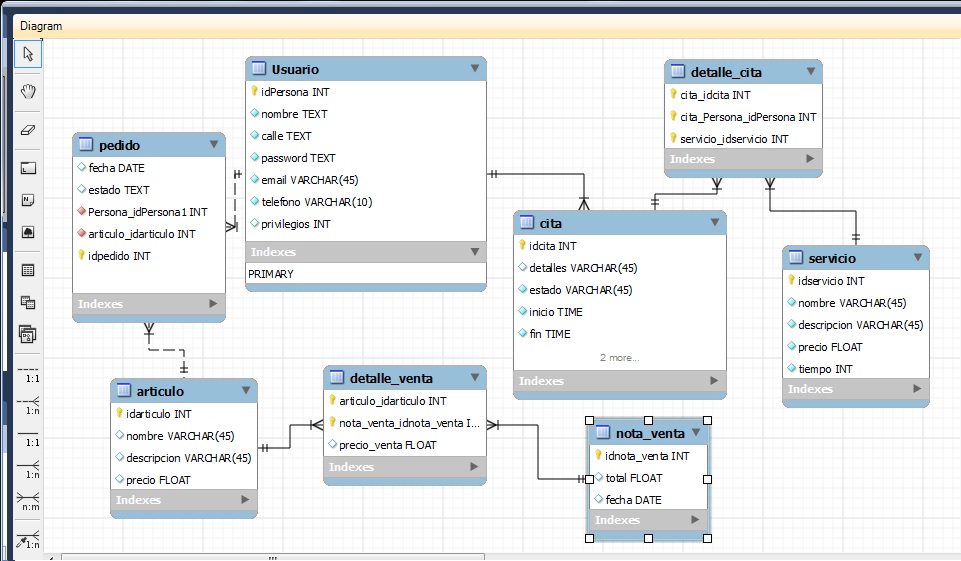 Diagram
Usuario
idPersona INT
nombre TEXT
calle TEXT
password TEXT
email VARCHAR(45)
telefono VARCHAR(10)
privilegios INT
Indexes
PRIMARY
detalle_cita
cita_idcita INT
cita_Persona_idPersona INT
servicio_idservicio INT
Indexes
pedido
fecha DATE
estado TEXT
Persona_idPersona1 INT
articulo_idarticulo INT
idpedido INT
Indexes
cita
idcita INT
detalles VARCHAR(45)
estado VARCHAR(45)
inicio TIME
fin TIME
2 more...
Indexes
servicio
idservicio INT
nombre VARCHAR(45)
descripcion VARCHAR(45)
precio FLOAT
tiempo INT
Indexes
articulo
idarticulo INT
nombre VARCHAR(45)
descripcion VARCHAR(45)
precio FLOAT
Indexes
detalle_venta
articulo_idarticulo INT
nota_venta_idnota_venta I...
precio_venta FLOAT
Indexes
nota_venta
idnota_venta INT
total FLOAT
fecha DATE
Indexes
1:1
1:n
1:1
1:n
n:m
1:n